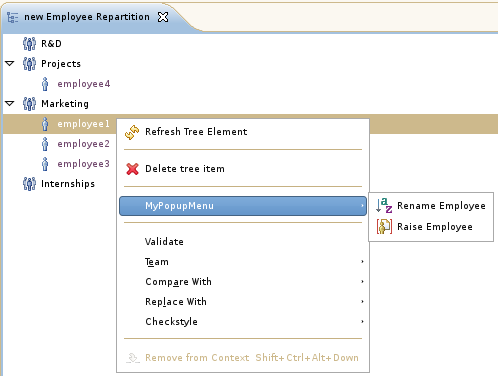 new Employee Repartition
R&D
Projects
employee4
Marketing
employee1
employee2
employee3
Internships
Refresh Tree Element
Delete tree item
MyPopupMenu
Rename Employee
Raise Employee
Validate
Team
Compare With
Replace With
Checkstyle
Remove from Context Shift+Ctrl+Alt+Down